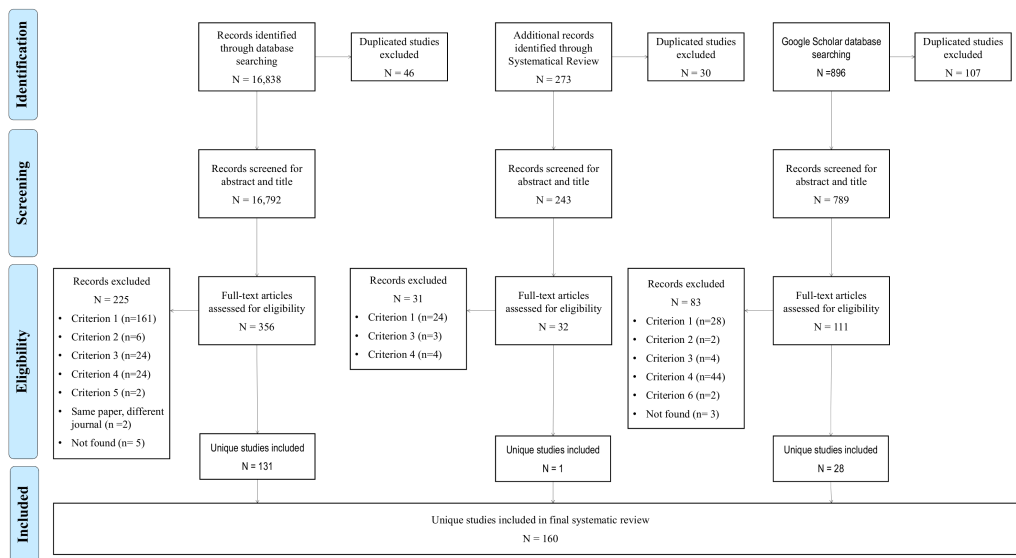 Identification
Records identified
through database
searching
N = 16,838
Duplicated studies
excluded
N = 46
Additional records
identified through
Systematical Review
N = 273
Duplicated studies
excluded
N = 30
Google Scholar database
searching
N =896
Duplicated studies
excluded
N = 107
Screening
Records screened for
abstract and title
N = 16,792
Records screened for
abstract and title
N = 243
Records screened for
abstract and title
N = 789
Eligibility
Records excluded
N = 225
• Criterion 1 (n=161)
• Criterion 2 (n=6)
• Criterion 3 (n=24)
• Criterion 4 (n=24)
• Criterion 5 (n=2)
• Same paper, different
journal (n =2)
• Not found (n= 5)
Full-text articles
assessed for eligibility
N = 356
Records excluded
N = 31
• Criterion 1 (n=24)
• Criterion 3 (n=3)
• Criterion 4 (n=4)
Full-text articles
assessed for eligibility
N = 32
Records excluded
N = 83
• Criterion 1 (n=28)
• Criterion 2 (n=2)
• Criterion 3 (n=4)
• Criterion 4 (n=44)
• Criterion 6 (n=2)
• Not found (n= 3)
Full-text articles
assessed for eligibility
N = 111
Unique studies included
N = 131
Unique studies included
N = 1
Unique studies included
N = 28
Included
Unique studies included in final systematic review
N = 160